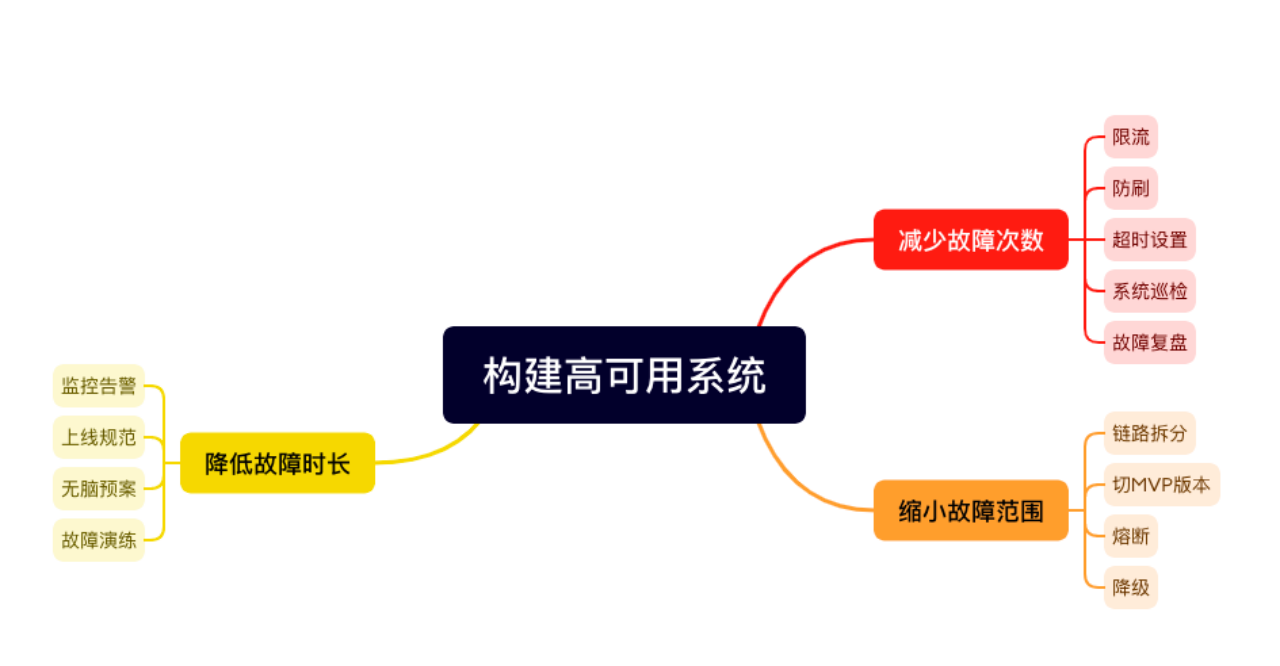 构建高可用系统
减少故障次数
限流
防刷
超时设置
系统巡检
故障复盘
缩小故障范围
链路拆分
切MVP版本
熔断
降级
降低故障时长
监控告警
上线规范
无脑预案
故障演练